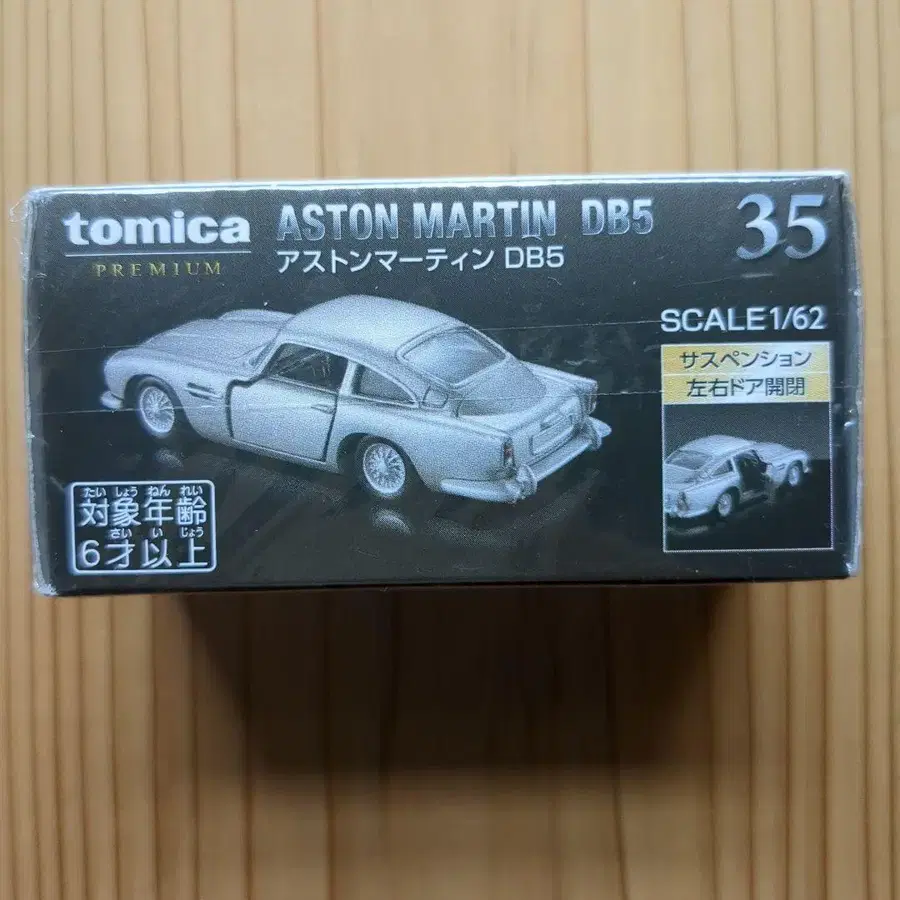 tomica
PREMIUM
ASTON MARTIN DB5
アストンマーティン DB5
35
SCALE1/62
サスペンション
左右ドア開閉
たいしょうねんれい
対象年齢
さいいじょう
6才以上